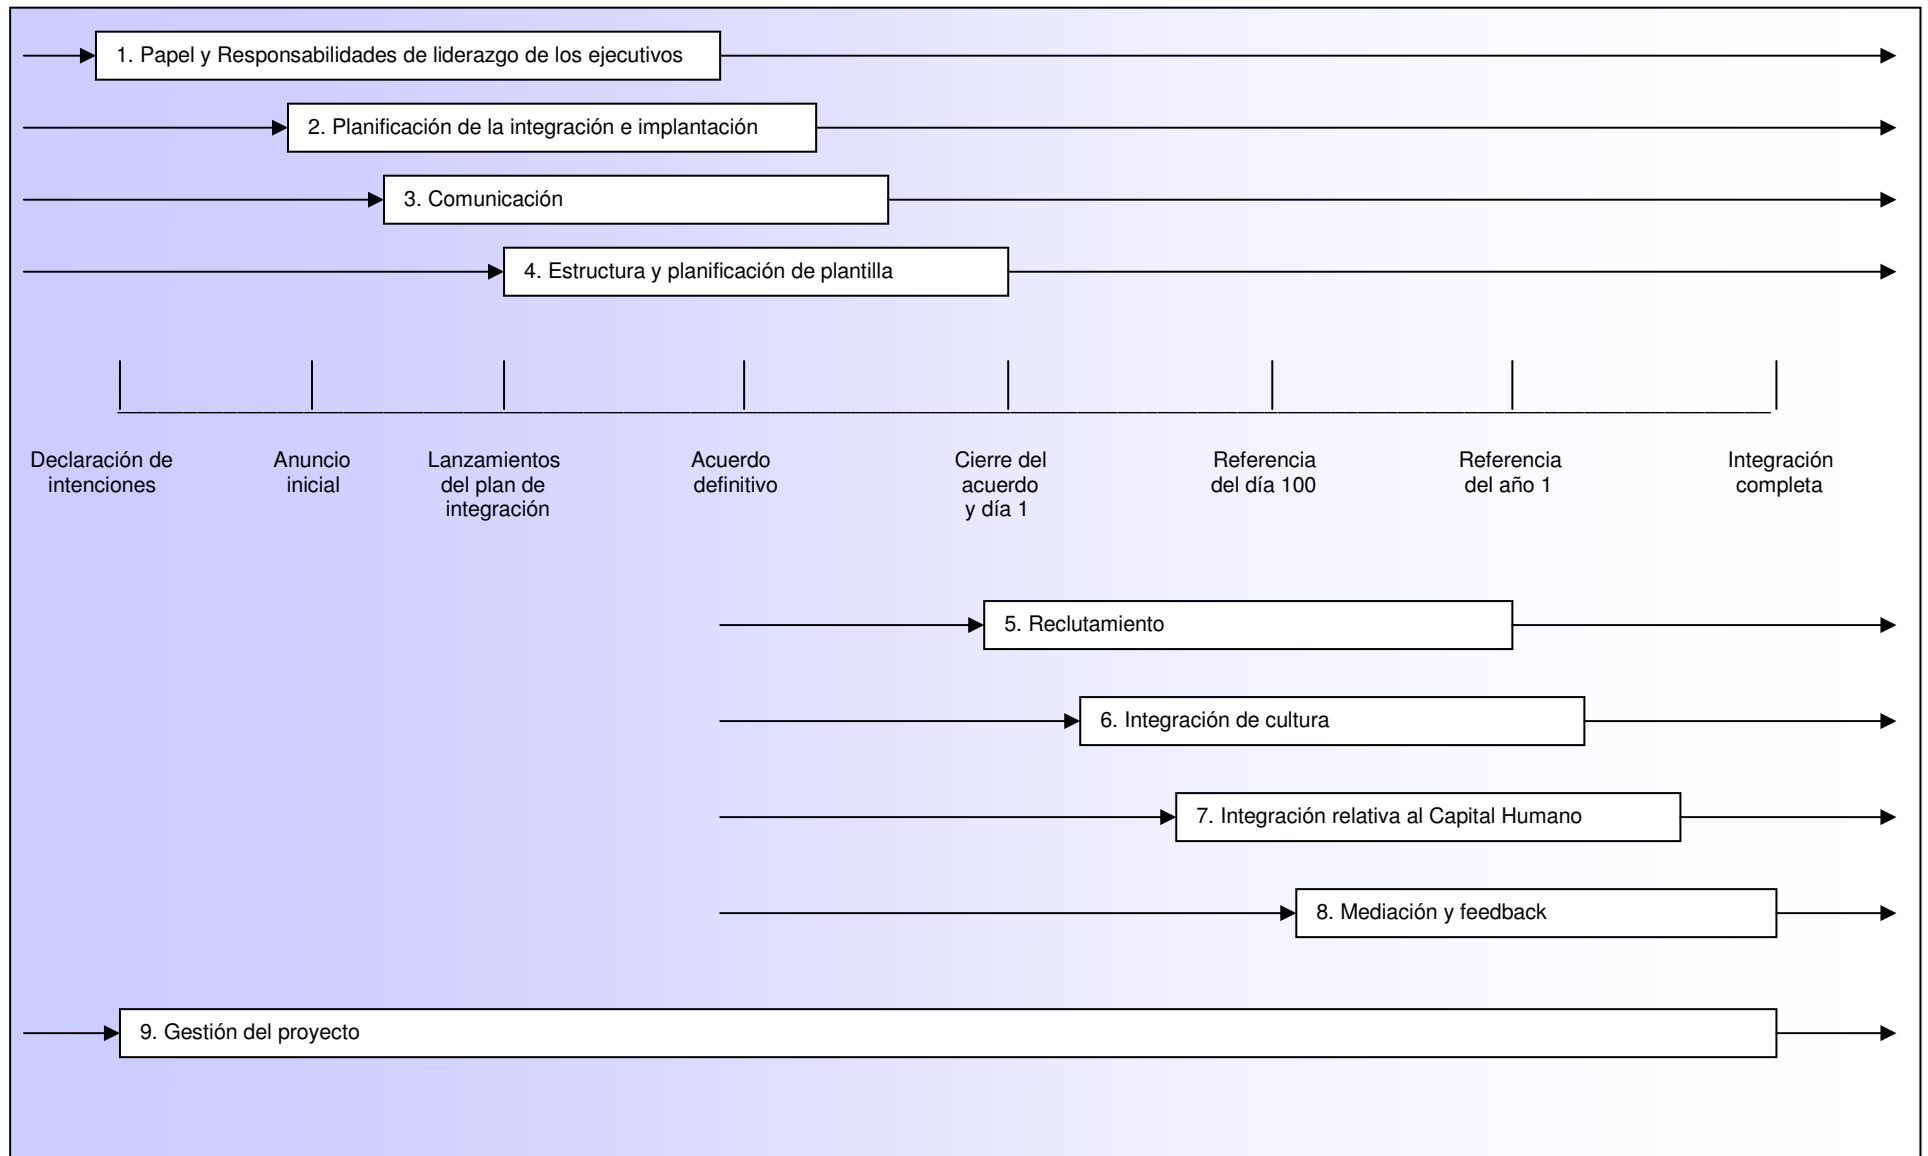 1. Papel y Responsabilidades de liderazgo de los ejecutivos
2. Planificación de la integración e implantación
3. Comunicación
4. Estructura y planificación de plantilla
Declaración de
intenciones
Anuncio
inicial
Lanzamientos
del plan de
integración
Acuerdo
definitivo
Cierre del
acuerdo
y día 1
Referencia
del día 100
Referencia
del año 1
Integración
completa
5. Reclutamiento
6. Integración de cultura
7. Integración relativa al Capital Humano
8. Mediación y feedback
9. Gestión del proyecto